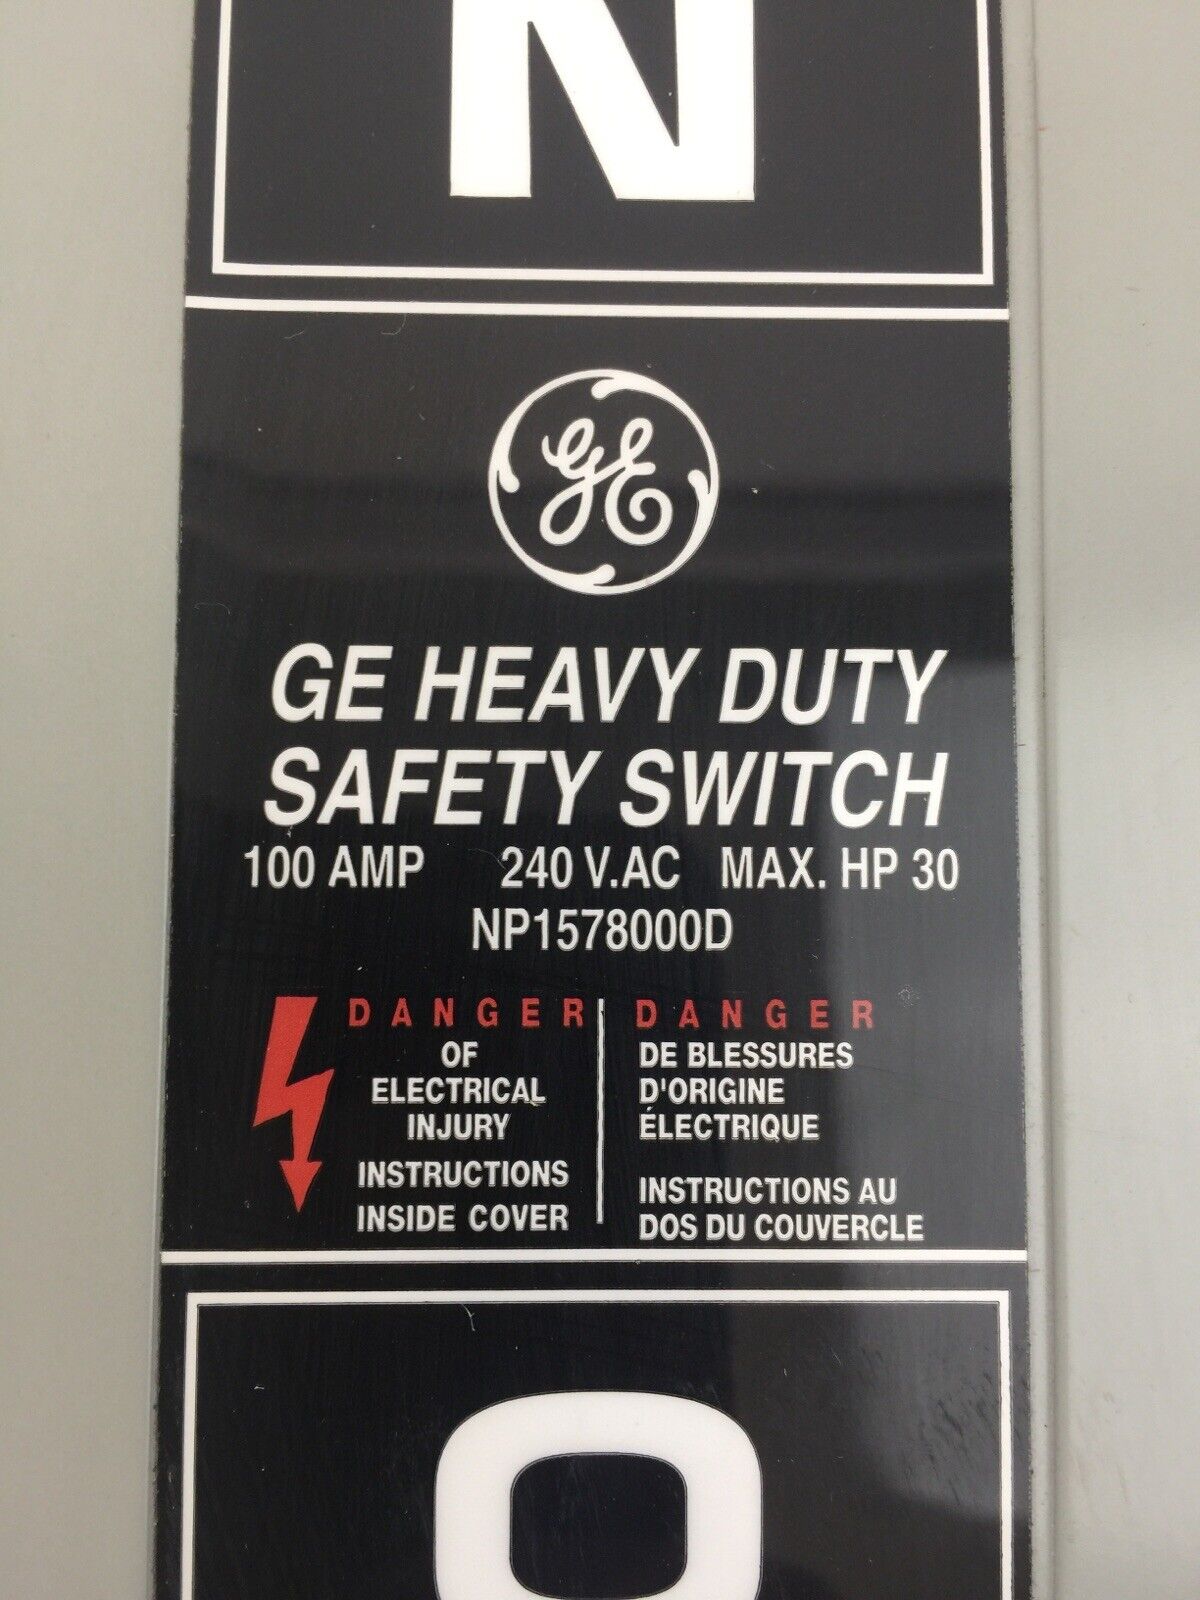 N
GE
GE HEAVY DUTY
SAFETY SWITCH
100 AMP 240 V.AC MAX. HP 30
NP1578000D
DANGER
OF
ELECTRICAL
INJURY
INSTRUCTIONS
INSIDE COVER
DANGER
DE BLESSURES
D'ORIGINE
ÉLECTRIQUE
INSTRUCTIONS AU
DOS DU COUVERCLE
O